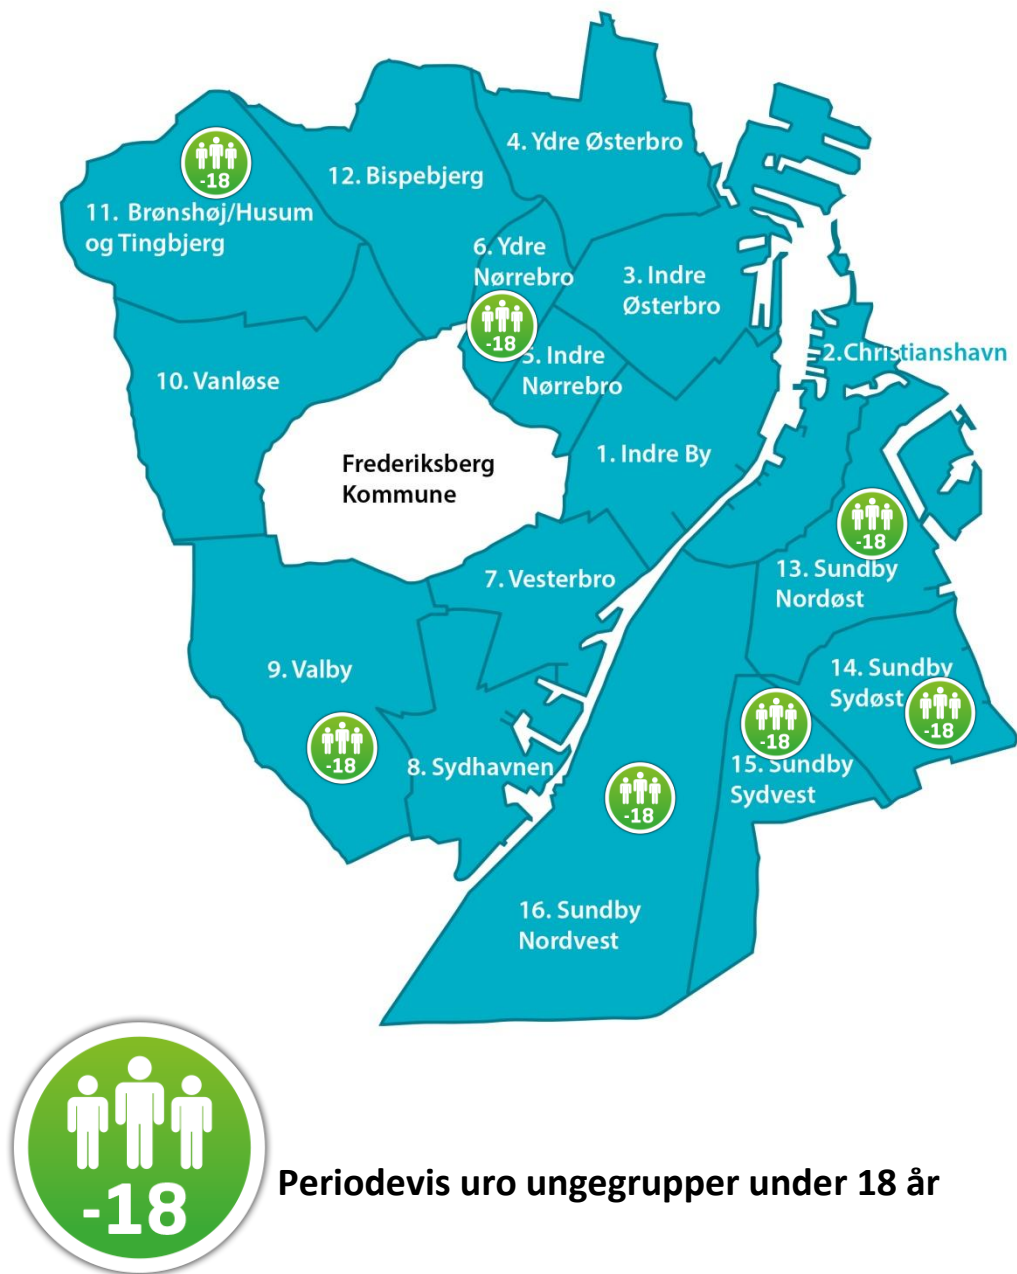 4. Ydre Østerbro
12. Bispebjerg
-18
11. Brønshøj/Husum
og Tingbjerg
6. Ydre
Nørrebro
3. Indre
Østerbro
-18
5. Indre
Nørrebro
2.Christianshavn
10. Vanløse
1. Indre By
Frederiksberg
Kommune
-18
13. Sundby
Nordøst
7. Vesterbro
9. Valby
14. Sundby
Sydøst
-18
-18
-18
15. Sundby
Sydvest
8. Sydhavnen
-18
16. Sundby
Nordvest
-18
Periodevis uro ungegrupper under 18 år